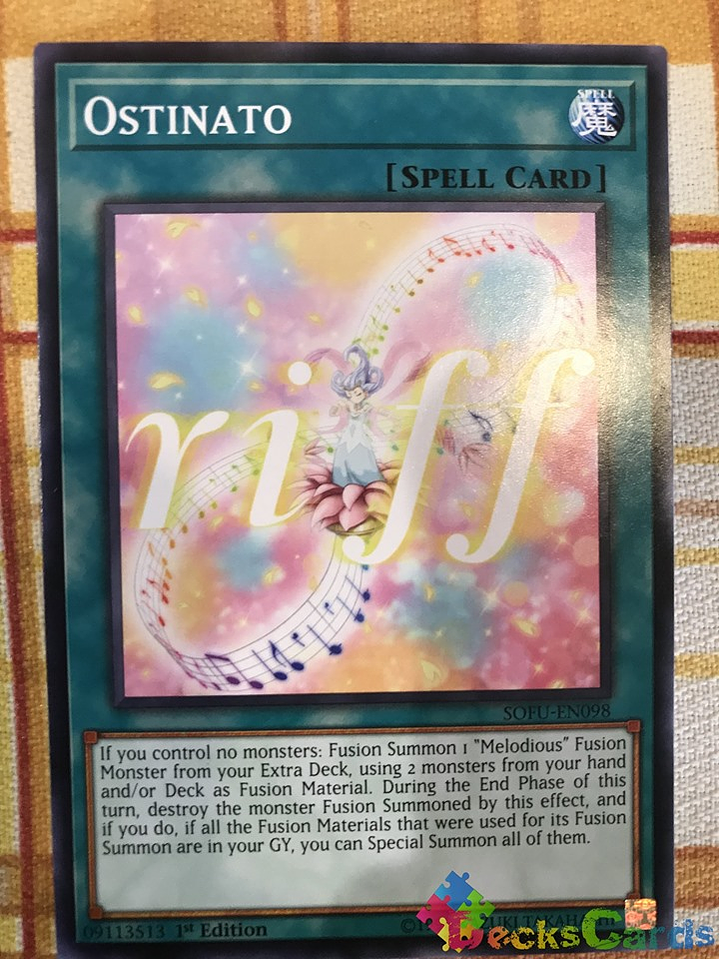 OSTINATO
SPELL
魔
[SPELL CARD]
riff
SOFU-EN098
If you control no monsters: Fusion Summon 1 "Melodious" Fusion
Monster from your Extra Deck, using 2 monsters from your hand
and/or Deck as Fusion Material. During the End Phase of this
turn, destroy the monster Fusion Summoned by this effect, and
if you do, if all the Fusion Materials that were used for its Fusion
Summon are in your GY, you can Special Summon all of them.
09113513 1st Edition
DecksCards